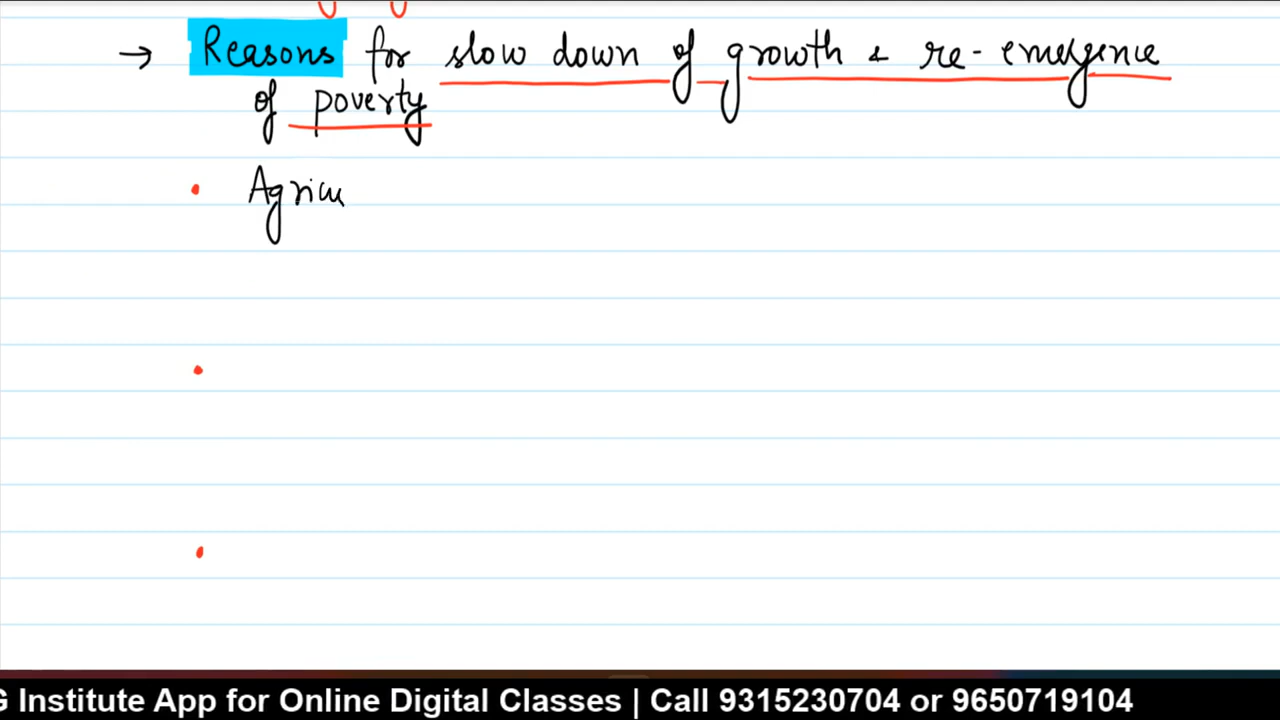 → Reasons for slow down of growth & re-emergence
of poverty
• Agricu
G Institute App for Online Digital Classes | Call 9315230704 or 9650719104